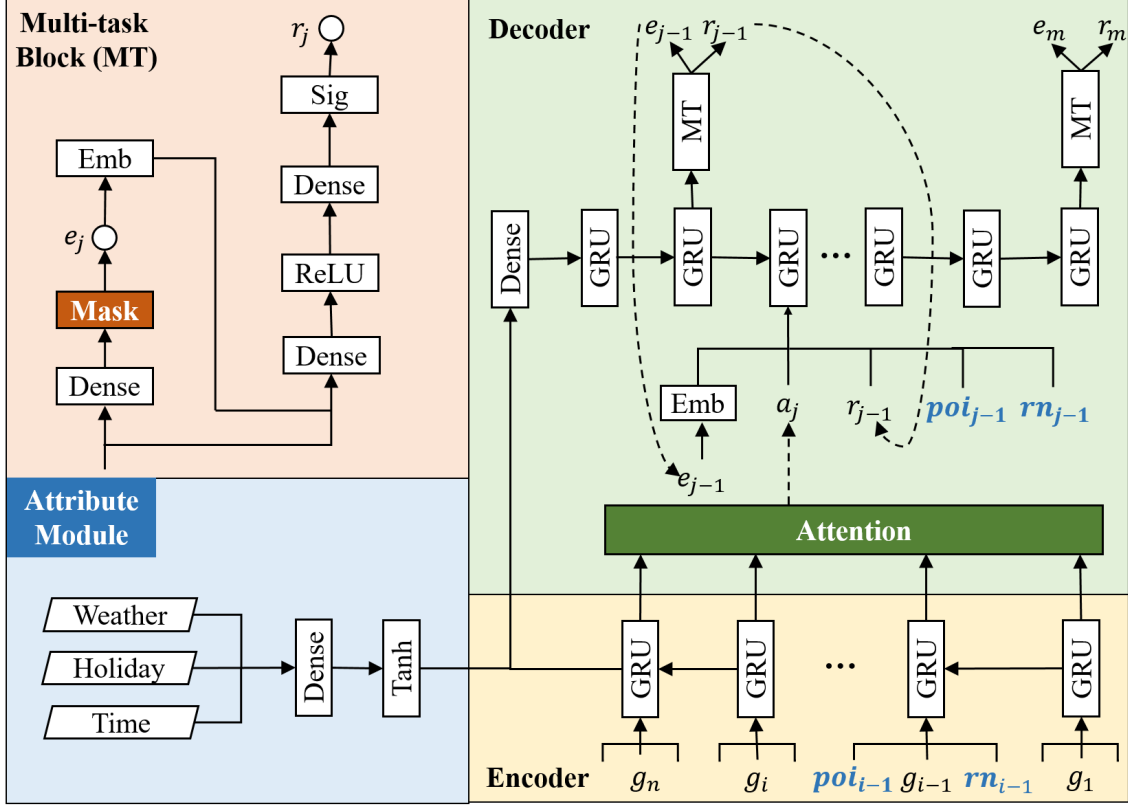 Multi-task
Block (MT)
r_j
Sig
Emb
Dense
e_j
ReLU
Mask
Dense
Dense
Decoder
e_{j−1} r_{j−1}
e_m r_m
MT
MT
Dense
GRU
GRU
GRU
...
GRU
GRU
GRU
Emb
a_j
r_{j−1}
poi_{j−1}
rn_{j−1}
e_{j−1}
Attention
Attribute
Module
Weather
Holiday
Time
Dense
Tanh
GRU
GRU
...
GRU
GRU
Encoder
g_n
g_i
poi_{i−1} g_{i−1} rn_{i−1}
g_1